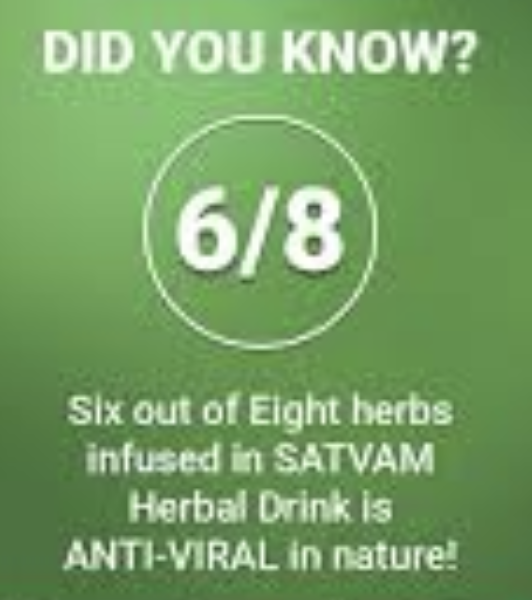 DID YOU KNOW?
6/8
Six out of Eight herbs
infused in SATVAM
Herbal Drink is
ANTI-VIRAL in nature!